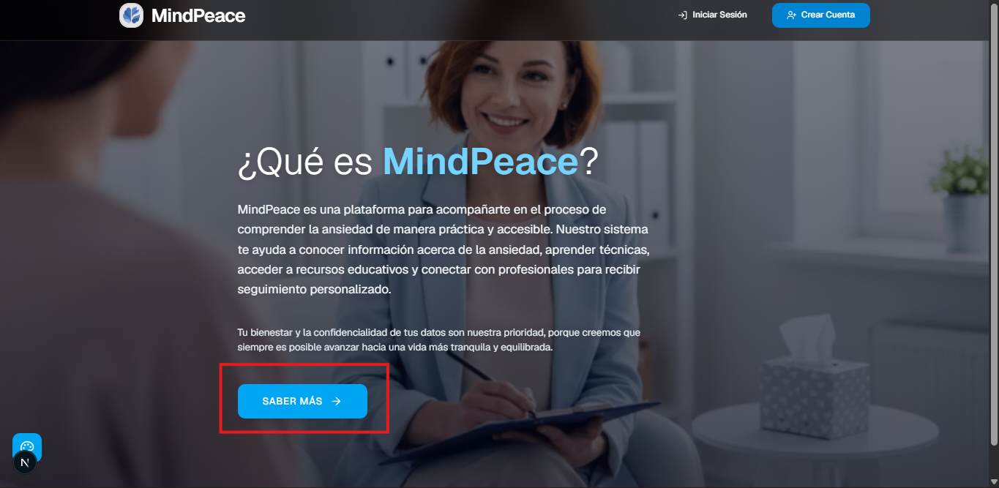 MindPeace
Iniciar Sesión
Crear Cuenta
¿Qué es MindPeace?
MindPeace es una plataforma para acompañarte en el proceso de
comprender la ansiedad de manera práctica y accesible. Nuestro sistema
te ayuda a conocer información acerca de la ansiedad, aprender técnicas,
acceder a recursos educativos y conectar con profesionales para recibir
seguimiento personalizado.
Tu bienestar y la confidencialidad de tus datos son nuestra prioridad, porque creemos que
siempre es posible avanzar hacia una vida más tranquila y equilibrada.
SABER MÁS
N